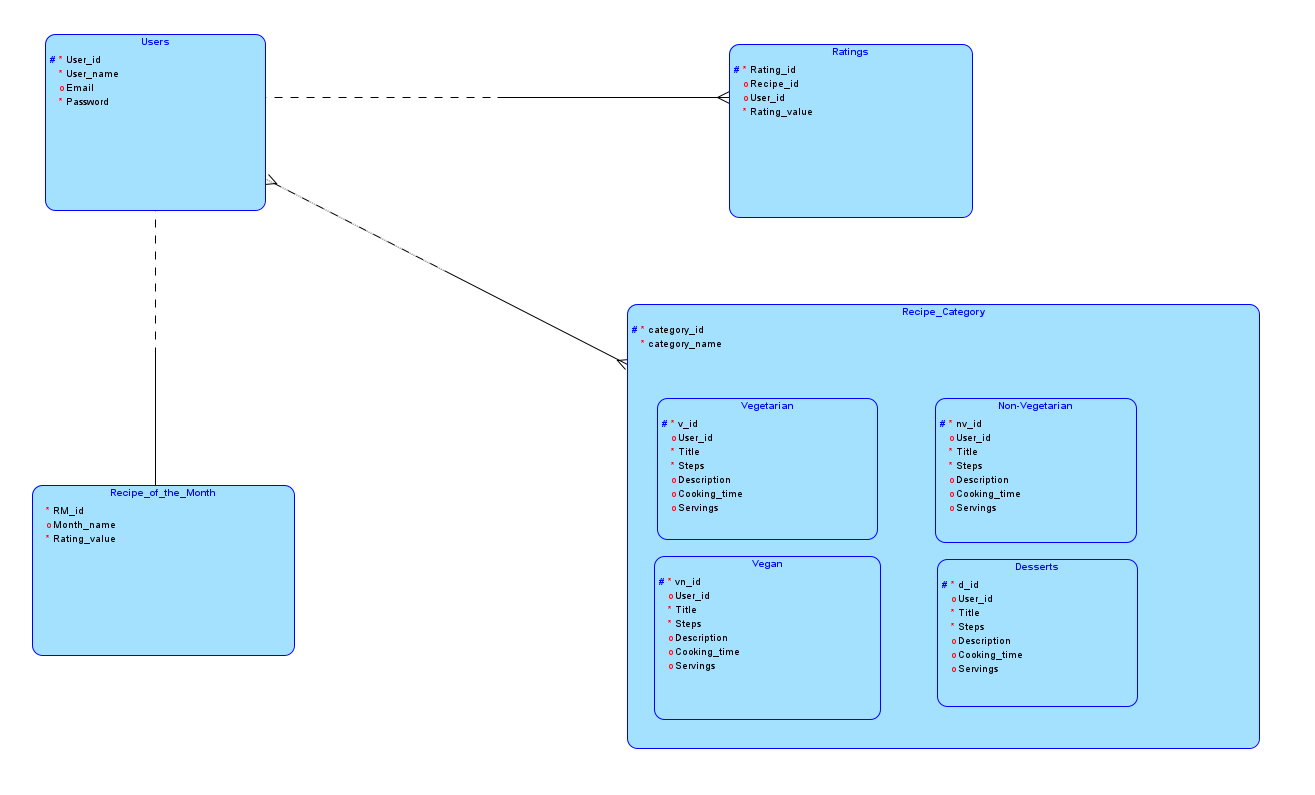 Users
# * User_id
* User_name
o Email
* Password
Ratings
# * Rating_id
o Recipe_id
o User_id
* Rating_value
Recipe_Category
# * category_id
* category_name
Vegetarian
# * v_id
o User_id
* Title
* Steps
o Description
o Cooking_time
o Servings
Non-Vegetarian
# * nv_id
o User_id
* Title
* Steps
o Description
o Cooking_time
o Servings
Recipe_of_the_Month
* RM_id
o Month_name
* Rating_value
Vegan
# * vn_id
o User_id
* Title
* Steps
o Description
o Cooking_time
o Servings
Desserts
# * d_id
o User_id
* Title
* Steps
o Description
o Cooking_time
o Servings